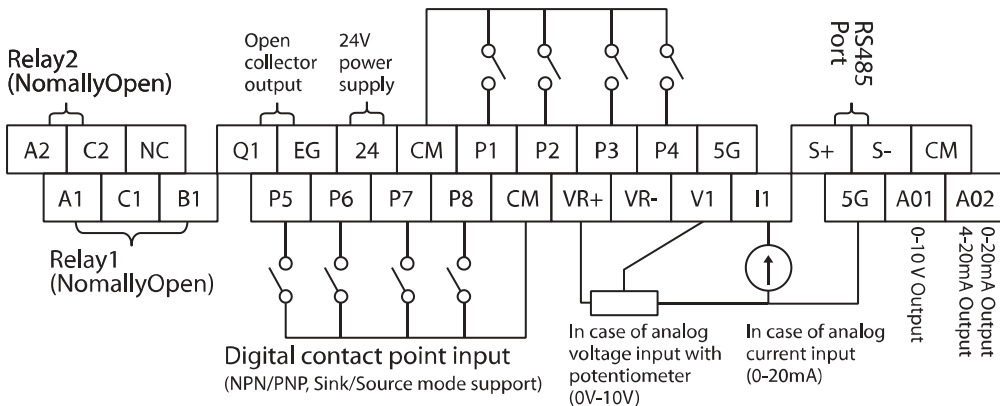 Relay2
(NomallyOpen)
Open
collector
output
24V
power
supply
RS485
Port
A2 C2 NC Q1 EG 24 CM P1 P2 P3 P4 5G S+ S- CM
A1 C1 B1 P5 P6 P7 P8 CM VR+ VR- V1 I1 5G A01 A02
Relay1
(NomallyOpen)
Digital contact point input
(NPN/PNP, Sink/Source mode support)
In case of analog
voltage input with
potentiometer
(0V-10V)
In case of analog
current input
(0-20mA)
0-10 V Output
0-20mA Output
4-20mA Output